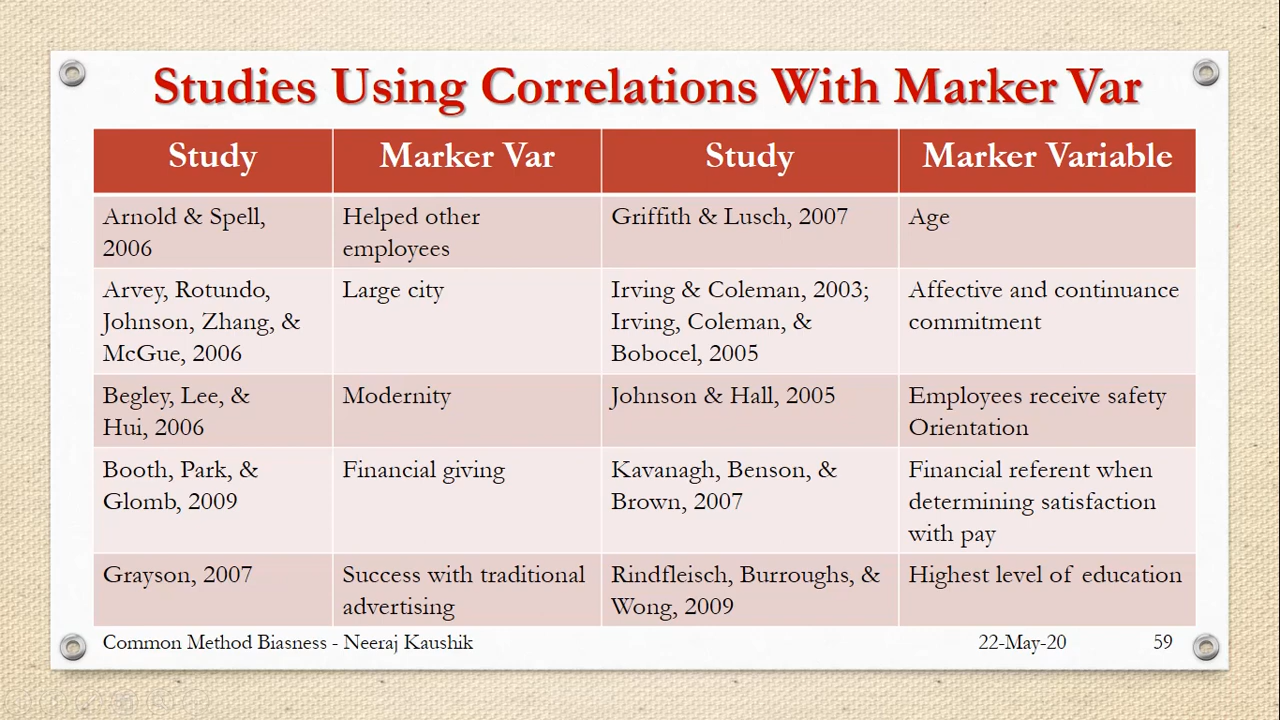 Studies Using Correlations With Marker Var
Study
Marker Var
Study
Marker Variable
Arnold & Spell,
2006
Helped other
employees
Griffith & Lusch, 2007
Age
Arvey, Rotundo,
Johnson, Zhang, &
McGue, 2006
Large city
Irving & Coleman, 2003;
Irving, Coleman, &
Bobocel, 2005
Affective and continuance
commitment
Begley, Lee, &
Hui, 2006
Modernity
Johnson & Hall, 2005
Employees receive safety
Orientation
Booth, Park, &
Glomb, 2009
Financial giving
Kavanagh, Benson, &
Brown, 2007
Financial referent when
determining satisfaction
with pay
Grayson, 2007
Success with traditional
advertising
Rindfleisch, Burroughs, &
Wong, 2009
Highest level of education
Common Method Biasness - Neeraj Kaushik
22-May-20
59